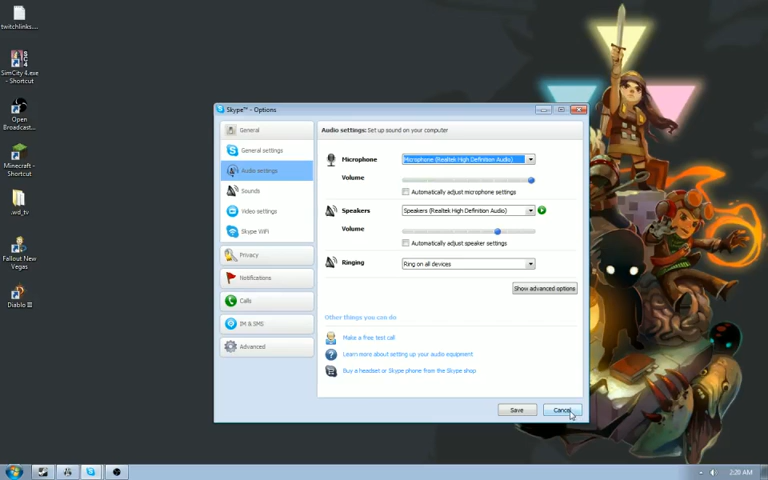 twitchlinks....
SimCity 4.exe - Shortcut
Open Broadcast...
Minecraft - Shortcut
.wd_tv
Fallout New Vegas
Diablo III
Skype™ - Options
General
General settings
Audio settings
Sounds
Video settings
Skype WiFi
Privacy
Notifications
Calls
IM & SMS
Advanced
Audio settings: Set up sound on your computer
Microphone
Microphone (Realtek High Definition Audio)
Volume
Automatically adjust microphone settings
Speakers
Speakers (Realtek High Definition Audio)
Volume
Automatically adjust speaker settings
Ringing
Ring on all devices
Show advanced options
Other things you can do
Make a free test call
Learn more about setting up your audio equipment
Buy a headset or Skype phone from the Skype shop
Save
Cancel
2:28 AM